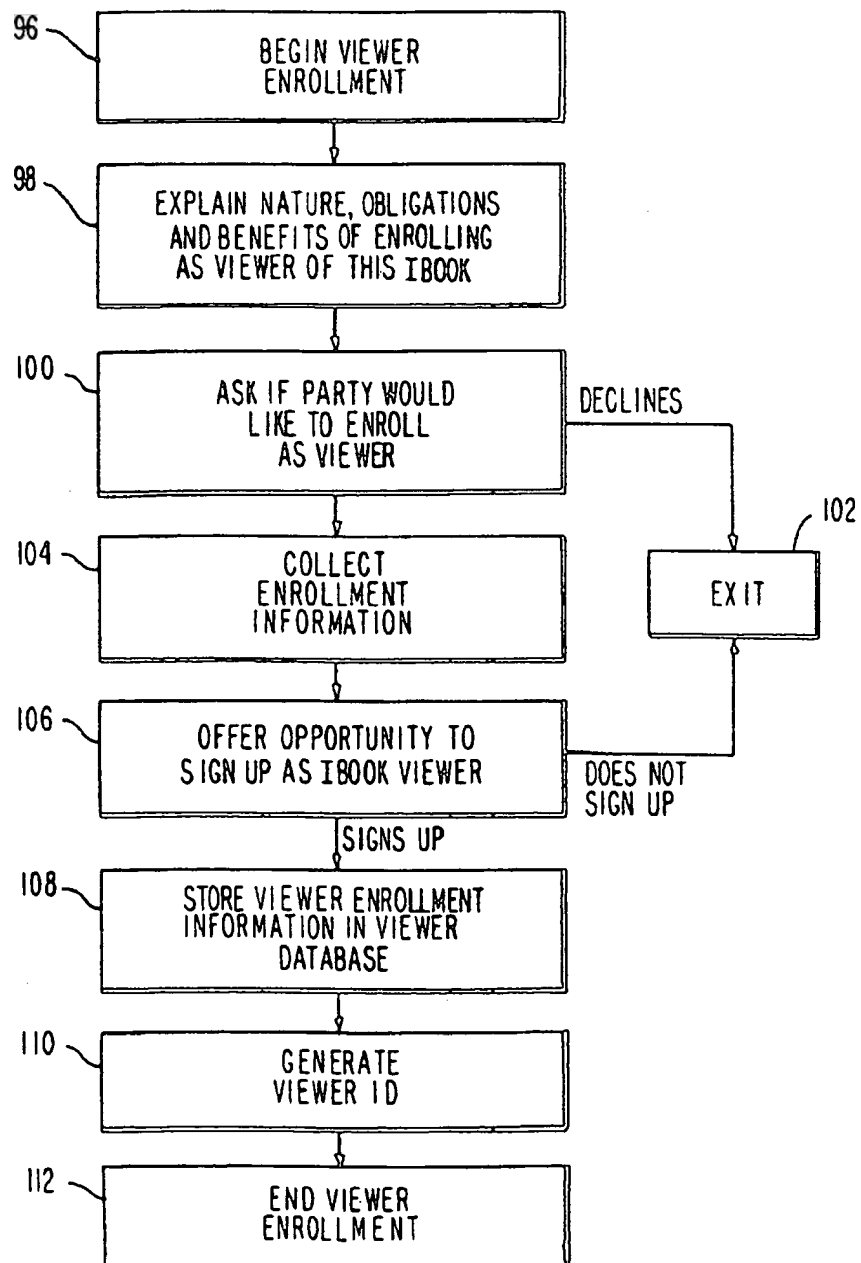 96
BEGIN VIEWER
ENROLLMENT
98
EXPLAIN NATURE, OBLIGATIONS
AND BENEFITS OF ENROLLING
AS VIEWER OF THIS IBOOK
100
ASK IF PARTY WOULD
LIKE TO ENROLL
AS VIEWER
DECLINES
102
EXIT
104
COLLECT
ENROLLMENT
INFORMATION
106
OFFER OPPORTUNITY TO
SIGN UP AS IBOOK VIEWER
DOES NOT
SIGN UP
SIGNS UP
108
STORE VIEWER ENROLLMENT
INFORMATION IN VIEWER
DATABASE
110
GENERATE
VIEWER ID
112
END VIEWER
ENROLLMENT